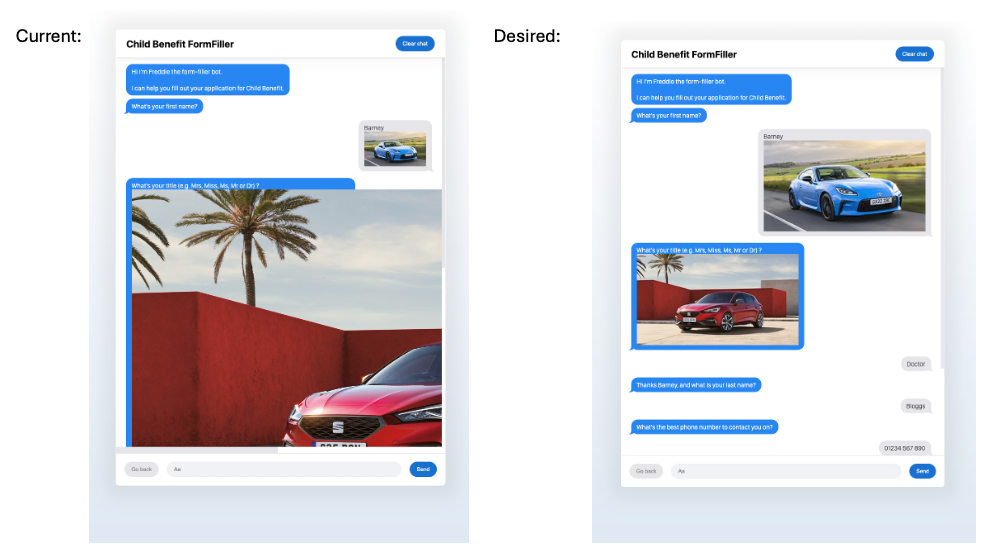 Current:
Child Benefit FormFiller
Clear chat
Hi I'm Freddie the form-filler bot.
I can help you fill out your application for Child Benefit.
What's your first name?
Barney
What's your title (e.g. Mrs, Miss, Ms, Mr or Dr) ?
Go back
Aa
Send
Desired:
Child Benefit FormFiller
Clear chat
Hi I'm Freddie the form-filler bot.
I can help you fill out your application for Child Benefit.
What's your first name?
Barney
What's your title (e.g. Mrs, Miss, Ms, Mr or Dr) ?
Doctor
Thanks Barney, and what is your last name?
Bloggs
What's the best phone number to contact you on?
01234 567 890
Go back
Aa
Send